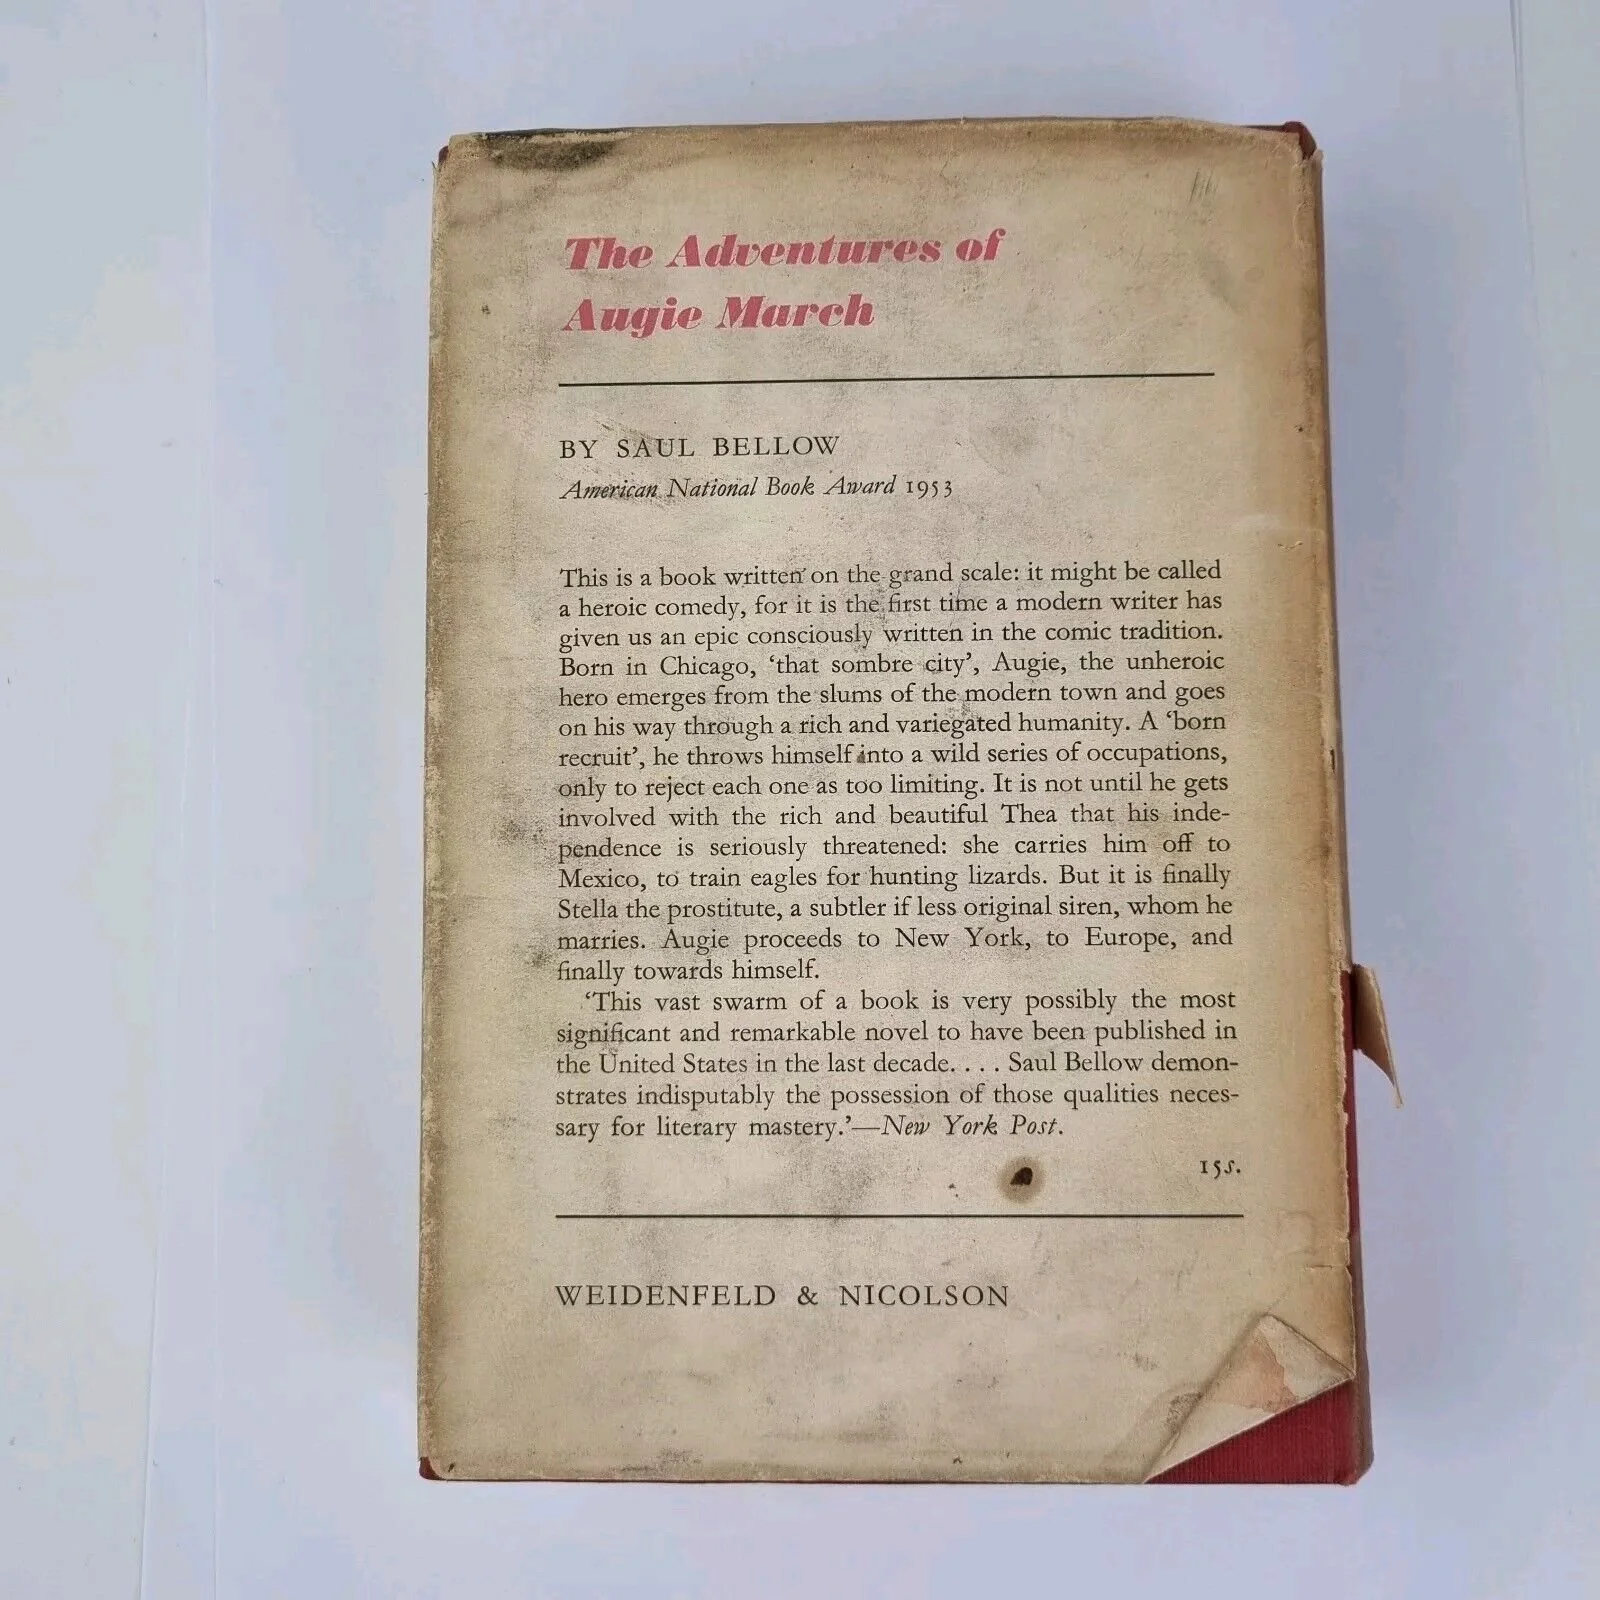 The Adventures of
Augie March
BY SAUL BELLOW
American National Book Award 1953
This is a book written on the grand scale: it might be called
a heroic comedy, for it is the first time a modern writer has
given us an epic consciously written in the comic tradition.
Born in Chicago, ‘that sombre city’, Augie, the unheroic
hero emerges from the slums of the modern town and goes
on his way through a rich and variegated humanity. A ‘born
recruit’, he throws himself into a wild series of occupations,
only to reject each one as too limiting. It is not until he gets
involved with the rich and beautiful Thea that his inde-
pendence is seriously threatened: she carries him off to
Mexico, to train eagles for hunting lizards. But it is finally
Stella the prostitute, a subtler if less original siren, whom he
marries. Augie proceeds to New York, to Europe, and
finally towards himself.
‘This vast swarm of a book is very possibly the most
significant and remarkable novel to have been published in
the United States in the last decade. . . . Saul Bellow demon-
strates indisputably the possession of those qualities neces-
sary for literary mastery.’—New York Post.
15s.
WEIDENFELD & NICOLSON